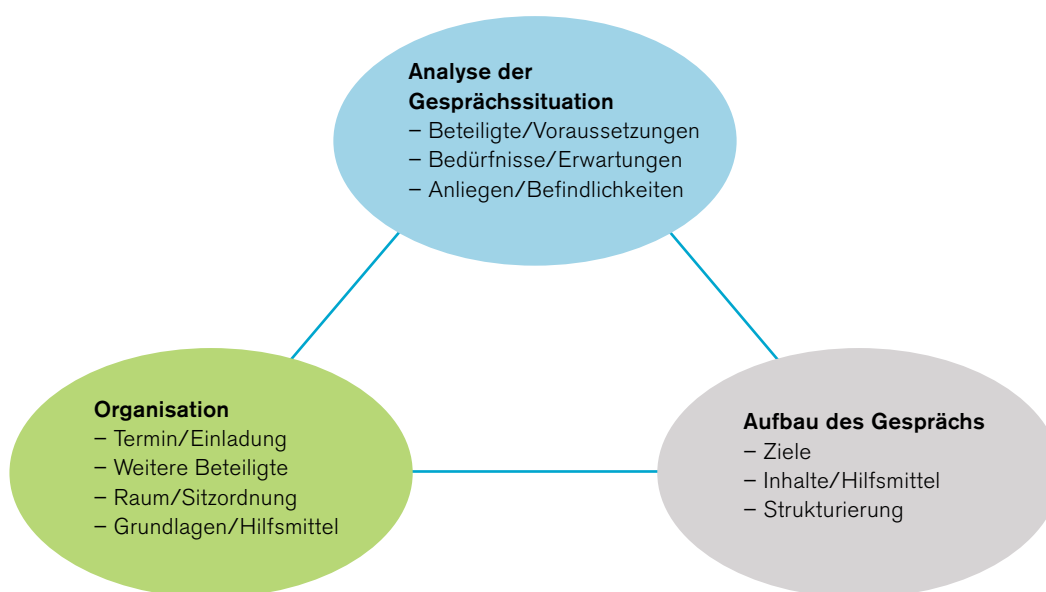 Analyse der
Gesprächssituation
– Beteiligte/Voraussetzungen
– Bedürfnisse/Erwartungen
– Anliegen/Befindlichkeiten
Organisation
– Termin/Einladung
– Weitere Beteiligte
– Raum/Sitzordnung
– Grundlagen/Hilfsmittel
Aufbau des Gesprächs
– Ziele
– Inhalte/Hilfsmittel
– Strukturierung